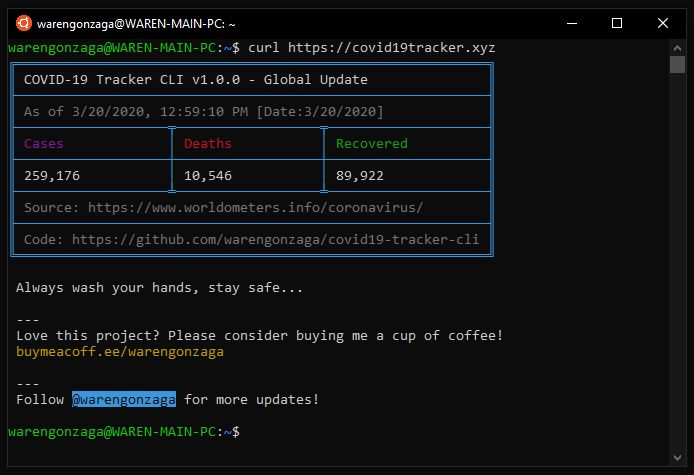 warengonzaga@WAREN-MAIN-PC: ~
warengonzaga@WAREN-MAIN-PC:~$ curl https://covid19tracker.xyz
COVID-19 Tracker CLI v1.0.0 - Global Update
As of 3/20/2020, 12:59:10 PM [Date:3/20/2020]
Cases Deaths Recovered
259,176 10,546 89,922
Source: https://www.worldometers.info/coronavirus/
Code: https://github.com/warengonzaga/covid19-tracker-cli
Always wash your hands, stay safe...
---
Love this project? Please consider buying me a cup of coffee!
buymeacoff.ee/warengonzaga
---
Follow @warengonzaga for more updates!
warengonzaga@WAREN-MAIN-PC:~$